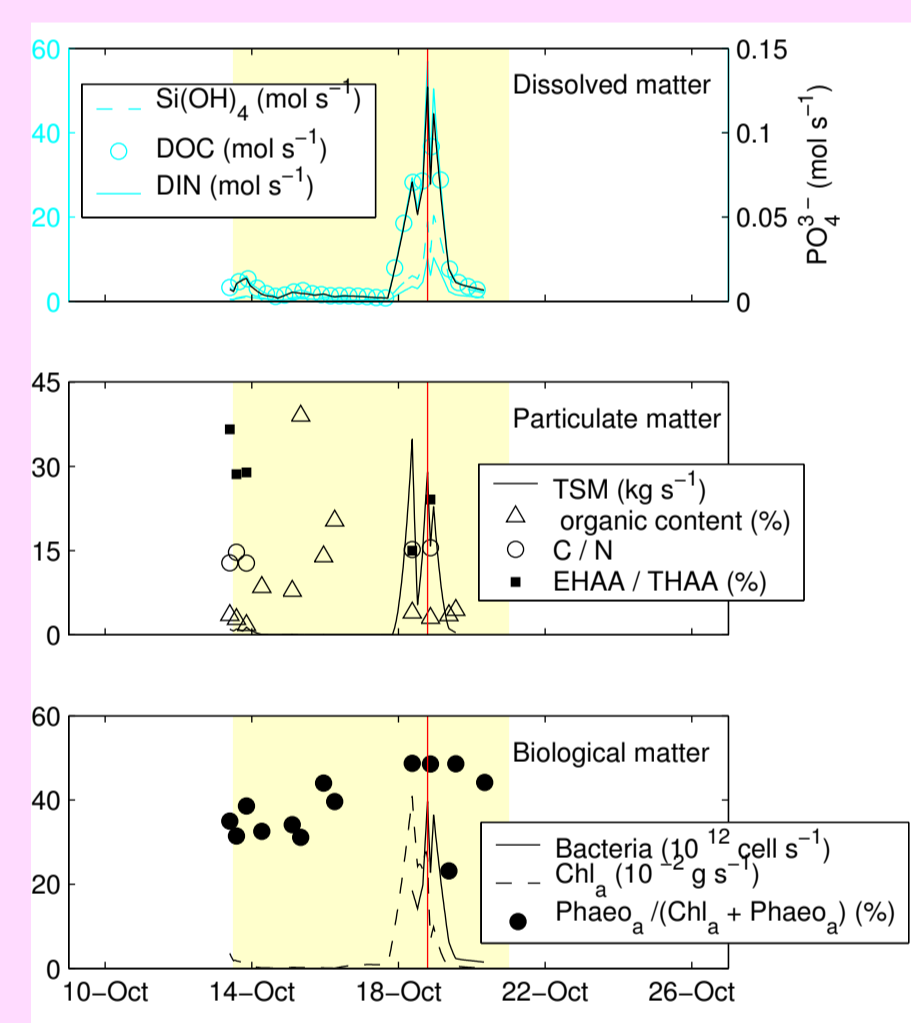 60
40
20
0
0.15
0.1
0.05
0
PO₄³⁻ (mol s⁻¹)
Dissolved matter
Si(OH)₄ (mol s⁻¹)
DOC (mol s⁻¹)
DIN (mol s⁻¹)
45
30
15
0
Particulate matter
TSM (kg s⁻¹)
organic content (%)
C / N
EHAA / THAA (%)
60
40
20
0
Biological matter
Bacteria (10 ¹² cell s⁻¹)
Chlₐ (10 ⁻² g s⁻¹)
Phaeoₐ /(Chlₐ + Phaeoₐ) (%)
10−Oct 14−Oct 18−Oct 22−Oct 26−Oct